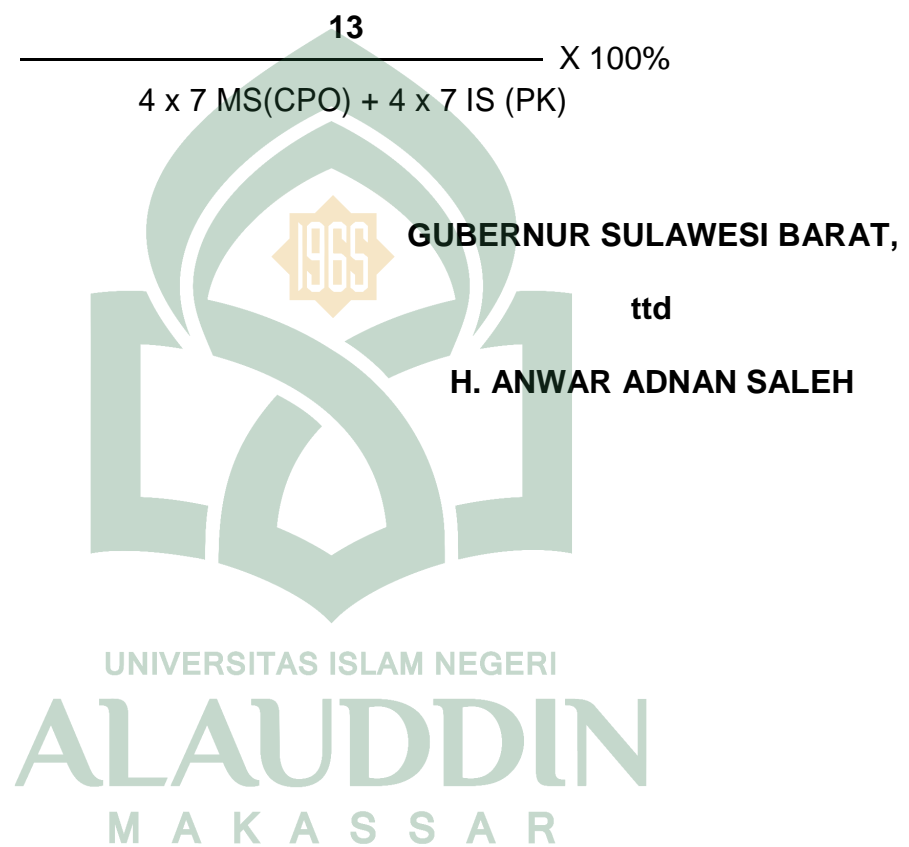 13
X 100%
4 x 7 MS(CPO) + 4 x 7 IS (PK)
1965
GUBERNUR SULAWESI BARAT,
ttd
H. ANWAR ADNAN SALEH
UNIVERSITAS ISLAM NEGERI
ALAUDDIN
MAKASSAR